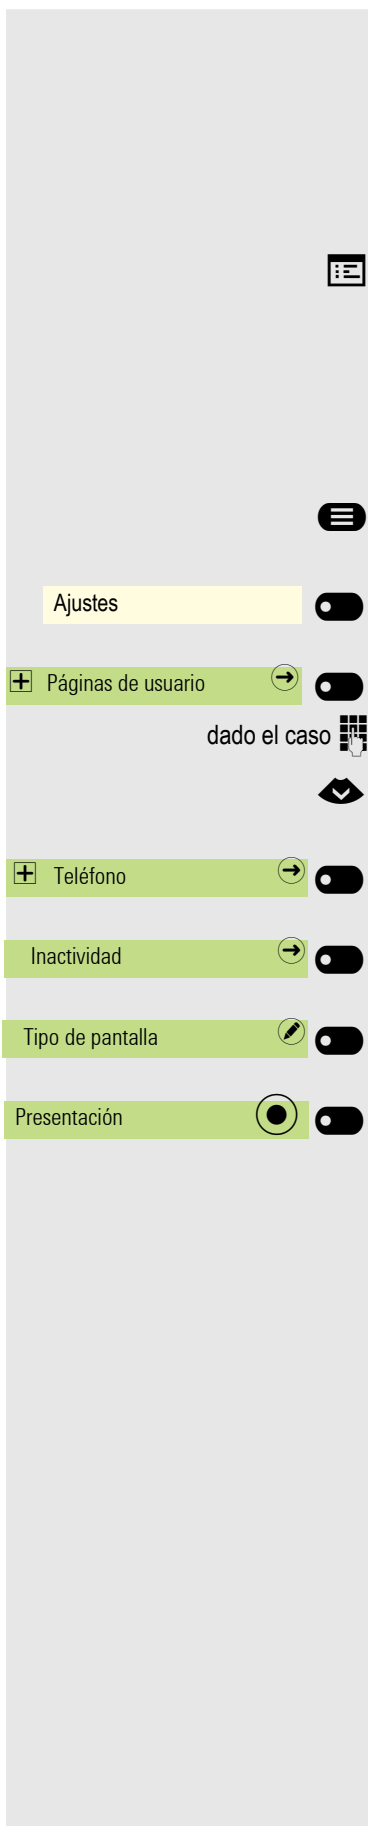 Ajustes
Páginas de usuario
dado el caso
Teléfono
Inactividad
Tipo de pantalla
Presentación